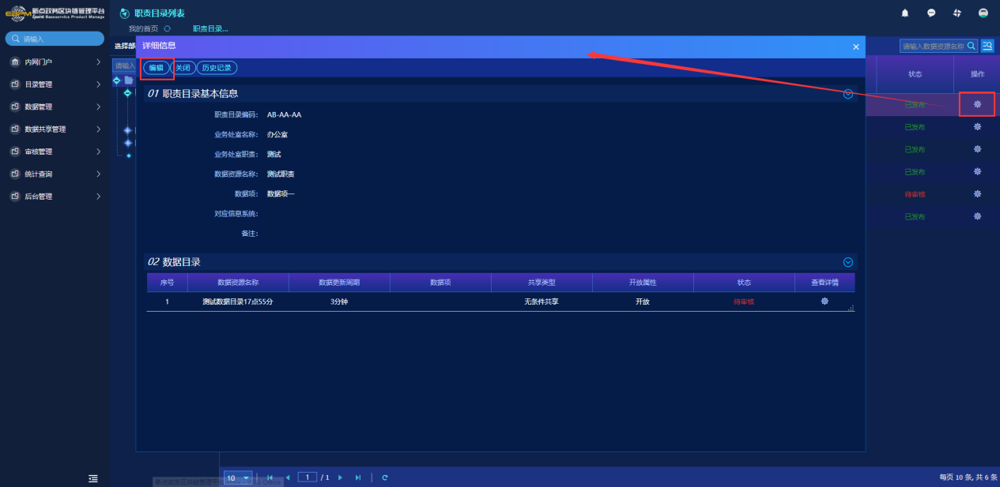 新点政务区块链管理平台
Epoint Baasservice Product Manage
职责目录列表
我的首页
职责目录...
请输入
内网门户
目录管理
数据管理
数据共享管理
审核管理
统计查询
后台管理
选择部
请输入
请输入数据资源名称
详细信息
编辑
关闭
历史记录
01 职责目录基本信息
职责目录编码: AB-AA-AA
业务处室名称: 办公室
业务处室职责: 测试
数据资源名称: 测试职责
数据项: 数据项一
对应信息系统:
备注:
02 数据目录
序号 数据资源名称 数据更新周期 数据项 共享类型 开放属性 状态 查看详情
1 测试数据目录17点55分 3分钟 无条件共享 开放 待审核
状态 操作
已发布
已发布
已发布
已发布
待审核
已发布
10
1 / 1
每页 10 条, 共 6 条